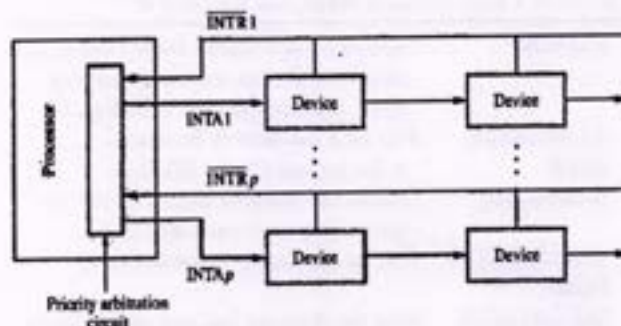 INTR1
Device
Device
INTA1
Processor
INTRp
Device
Device
INTAp
Priority arbitration
circuit